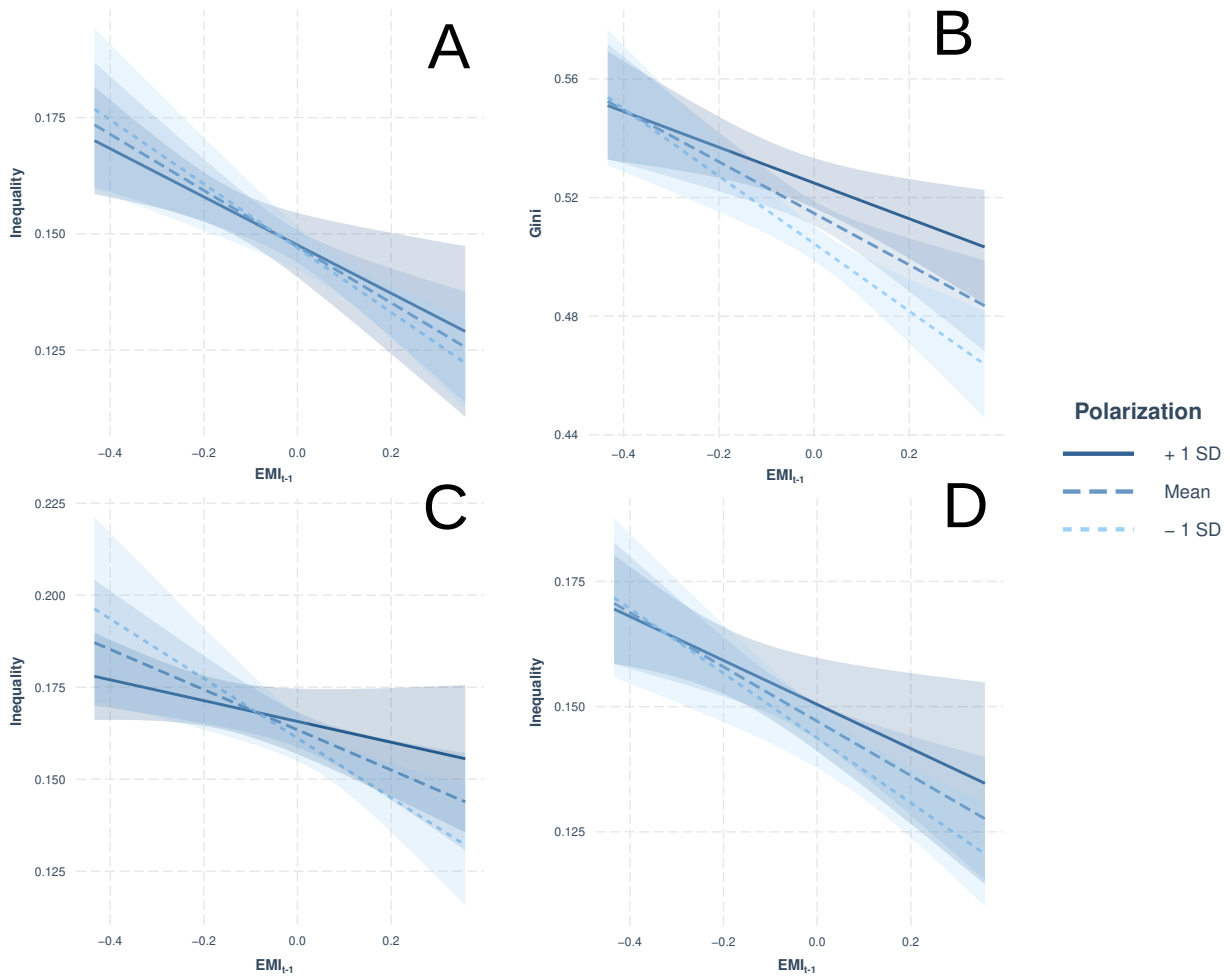 A
0.175
0.150
0.125
Inequality
−0.4
−0.2
0.0
0.2
EMIt-1
B
0.56
0.52
0.48
0.44
Gini
−0.4
−0.2
0.0
0.2
EMIt-1
Polarization
+ 1 SD
Mean
− 1 SD
C
0.225
0.200
0.175
0.150
0.125
Inequality
−0.4
−0.2
0.0
0.2
EMIt-1
D
0.175
0.150
0.125
Inequality
−0.4
−0.2
0.0
0.2
EMIt-1